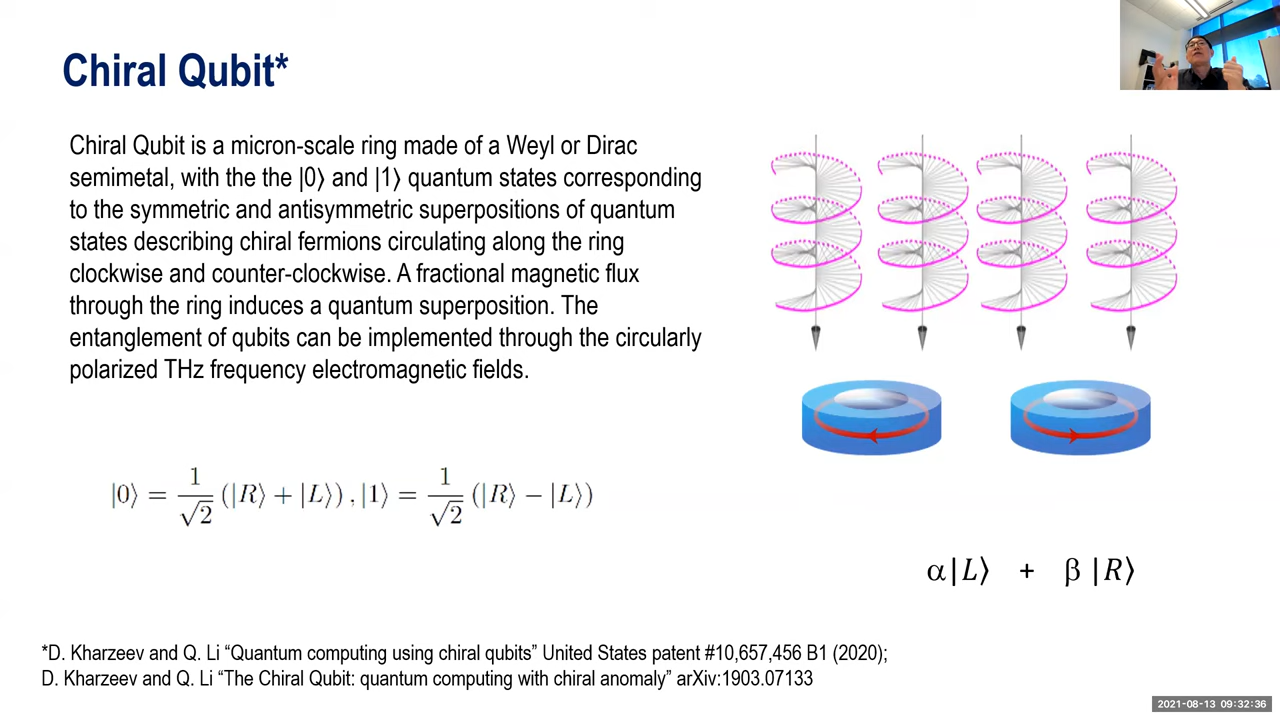 Chiral Qubit*
Chiral Qubit is a micron-scale ring made of a Weyl or Dirac
semimetal, with the the |0⟩ and |1⟩ quantum states corresponding
to the symmetric and antisymmetric superpositions of quantum
states describing chiral fermions circulating along the ring
clockwise and counter-clockwise. A fractional magnetic flux
through the ring induces a quantum superposition. The
entanglement of qubits can be implemented through the circularly
polarized THz frequency electromagnetic fields.
|0⟩ = 1/√2 (|R⟩ + |L⟩), |1⟩ = 1/√2 (|R⟩ − |L⟩)
α|L⟩ + β |R⟩
*D. Kharzeev and Q. Li “Quantum computing using chiral qubits” United States patent #10,657,456 B1 (2020);
D. Kharzeev and Q. Li “The Chiral Qubit: quantum computing with chiral anomaly” arXiv:1903.07133
2021-08-13 09:32:36